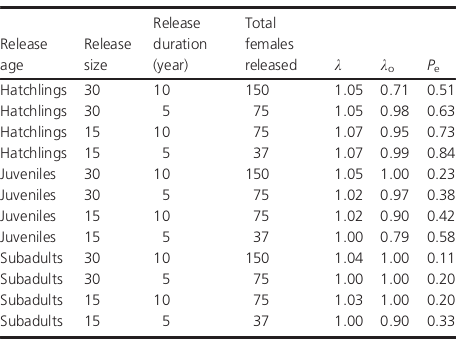 Release age Release size Release duration (year) Total females released λ λo Pe
Hatchlings 30 10 150 1.05 0.71 0.51
Hatchlings 30 5 75 1.05 0.98 0.63
Hatchlings 15 10 75 1.07 0.95 0.73
Hatchlings 15 5 37 1.07 0.99 0.84
Juveniles 30 10 150 1.05 1.00 0.23
Juveniles 30 5 75 1.02 0.97 0.38
Juveniles 15 10 75 1.02 0.90 0.42
Juveniles 15 5 37 1.00 0.79 0.58
Subadults 30 10 150 1.04 1.00 0.11
Subadults 30 5 75 1.00 1.00 0.20
Subadults 15 10 75 1.03 1.00 0.20
Subadults 15 5 37 1.00 0.90 0.33